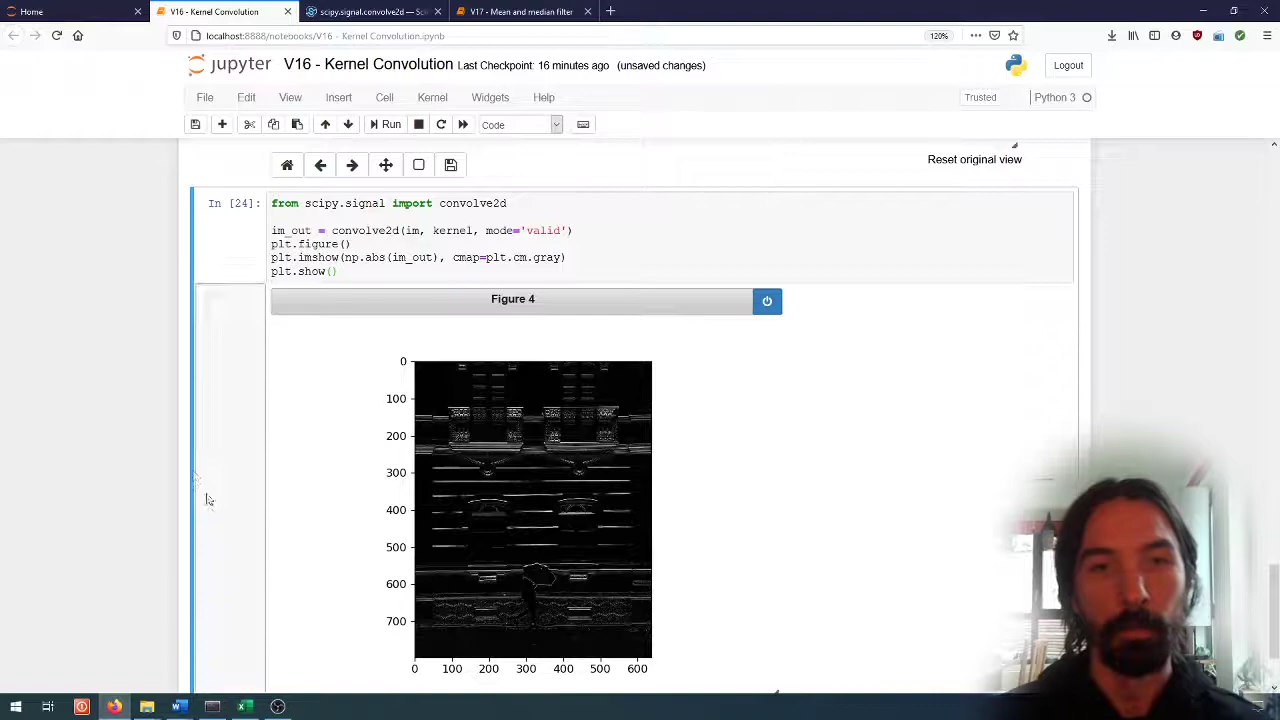 Home
V16 - Kernel Convolution
scipy.signal.convolve2d — Sci
V17 - Mean and median filter
localhost:8888/notebooks/V16 - Kernel Convolution.ipynb
120%
jupyter
V16 - Kernel Convolution
Last Checkpoint: 16 minutes ago
(unsaved changes)
Logout
File
Edit
View
Insert
Cell
Kernel
Widgets
Help
Trusted
Python 3
Run
Code
Reset original view
In [24]:
from scipy.signal import convolve2d
im_out = convolve2d(im, kernel, mode='valid')
plt.figure()
plt.imshow(np.abs(im_out), cmap=plt.cm.gray)
plt.show()
Figure 4
0
100
200
300
400
500
600
700
0 100 200 300 400 500 600